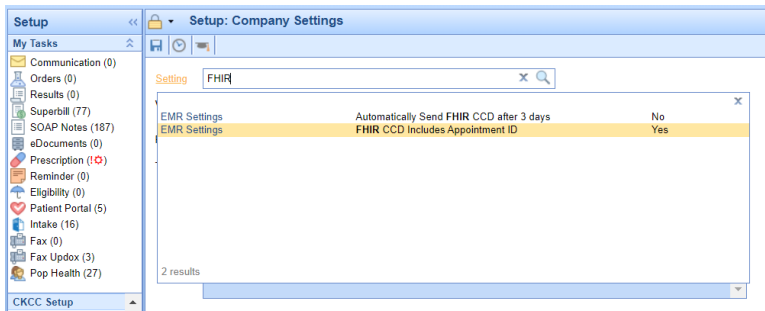 Setup
My Tasks
Communication (0)
Orders (0)
Results (0)
Superbill (77)
SOAP Notes (187)
eDocuments (0)
Prescription (!)
Reminder (0)
Eligibility (0)
Patient Portal (5)
Intake (16)
Fax (0)
Fax Updox (3)
Pop Health (27)
CKCC Setup
Setup: Company Settings
Setting FHIR
EMR Settings Automatically Send FHIR CCD after 3 days No
EMR Settings FHIR CCD Includes Appointment ID Yes
2 results